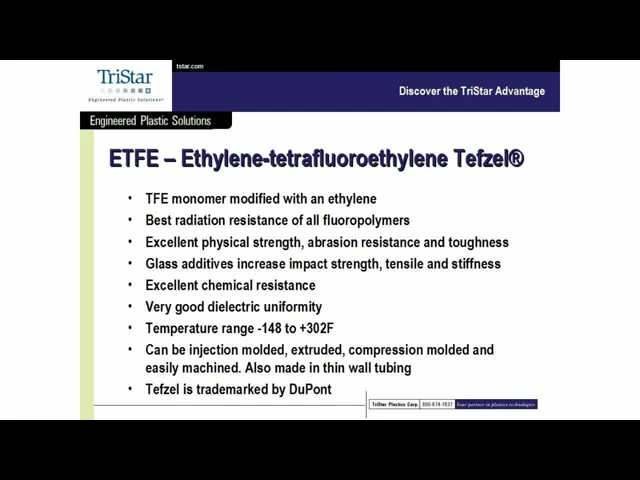 tstar.com
TriStar
Engineered Plastic Solutions
Discover the TriStar Advantage
Engineered Plastic Solutions
ETFE – Ethylene-tetrafluoroethylene Tefzel®
• TFE monomer modified with an ethylene
• Best radiation resistance of all fluoropolymers
• Excellent physical strength, abrasion resistance and toughness
• Glass additives increase impact strength, tensile and stiffness
• Excellent chemical resistance
• Very good dielectric uniformity
• Temperature range -148 to +302F
• Can be injection molded, extruded, compression molded and
easily machined. Also made in thin wall tubing
• Tefzel is trademarked by DuPont
TriStar Plastics Corp. 800-874-7827 Your partner in plastics technologies